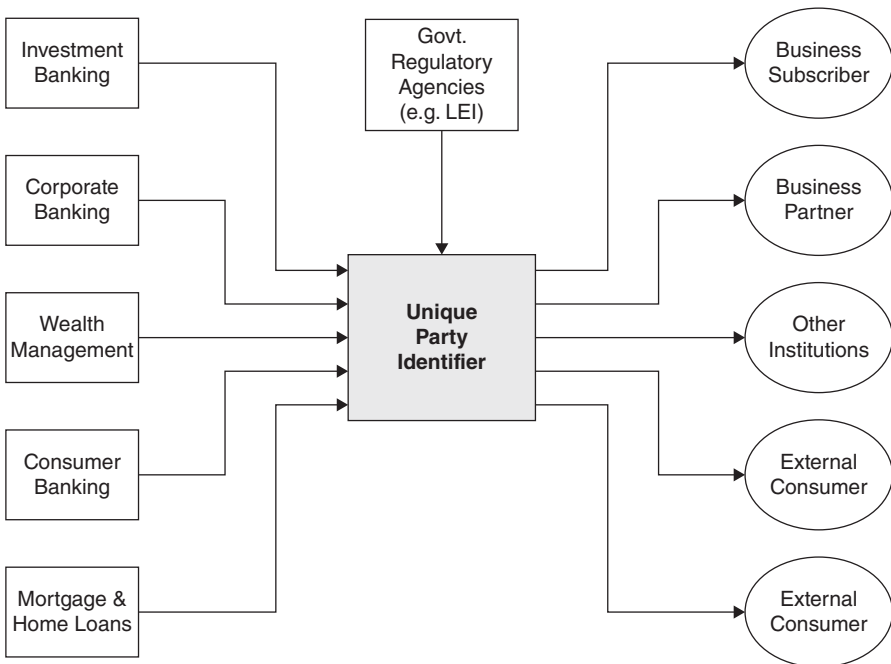 Investment
Banking
Govt.
Regulatory
Agencies
(e.g. LEI)
Business
Subscriber
Corporate
Banking
Business
Partner
Wealth
Management
Unique
Party
Identifier
Other
Institutions
Consumer
Banking
External
Consumer
Mortgage &
Home Loans
External
Consumer